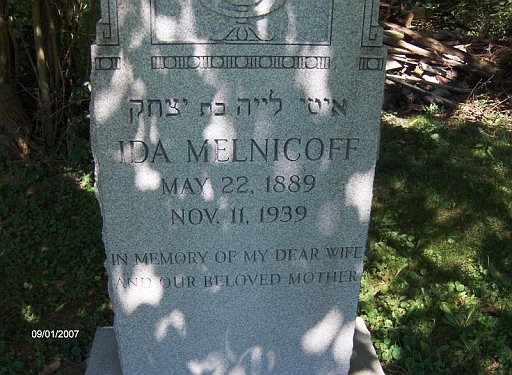 איטי לייה בת יצחק
IDA MELNICOFF
MAY 22, 1889
NOV. 11, 1939
IN MEMORY OF MY DEAR WIFE
AND OUR BELOVED MOTHER
09/01/2007